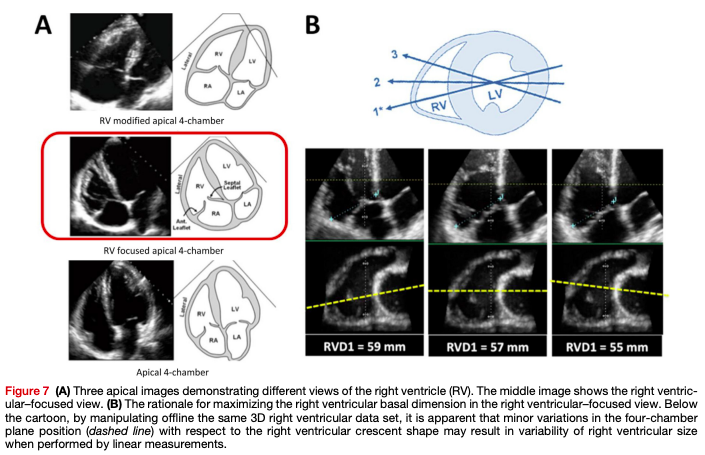 A
B
Lateral
RV
LV
RA
LA
RV modified apical 4-chamber
Lateral
LV
RV
Septal
Leaflet
Ant.
Leaflet
RA
LA
RV focused apical 4-chamber
Lateral
RV
LV
RA
LA
Apical 4-chamber
3
2
1*
RV
LV
RVD1 = 59 mm
RVD1 = 57 mm
RVD1 = 55 mm
Figure 7 (A) Three apical images demonstrating different views of the right ventricle (RV). The middle image shows the right ventric-
ular–focused view. (B) The rationale for maximizing the right ventricular basal dimension in the right ventricular–focused view. Below
the cartoon, by manipulating offline the same 3D right ventricular data set, it is apparent that minor variations in the four-chamber
plane position (dashed line) with respect to the right ventricular crescent shape may result in variability of right ventricular size
when performed by linear measurements.